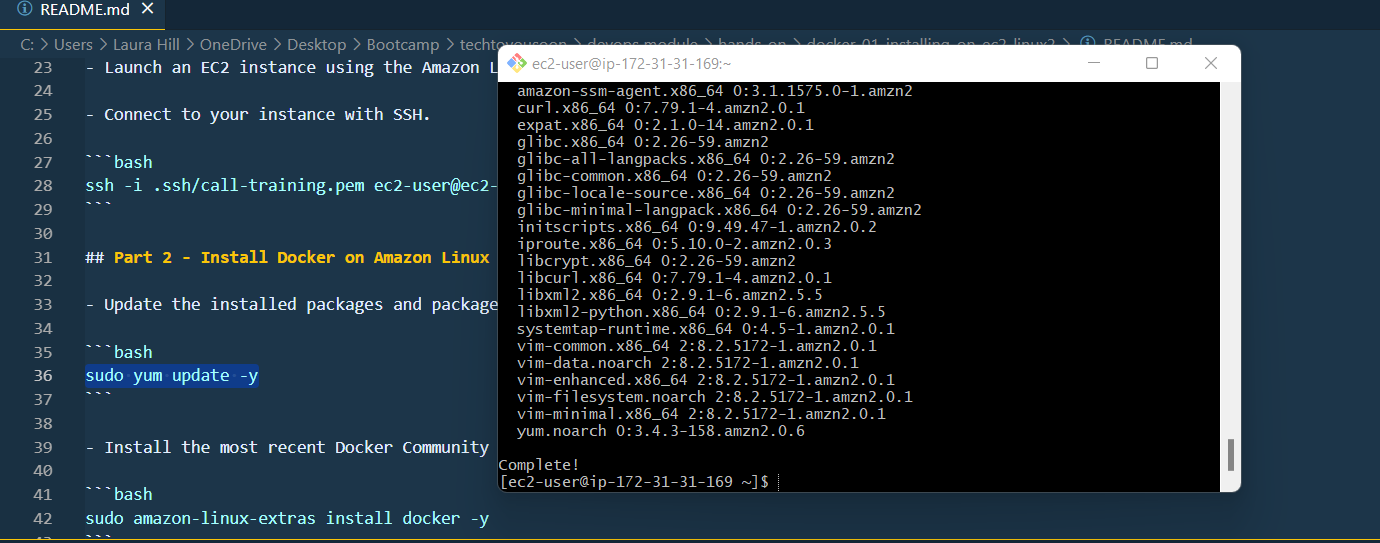 README.md
C: > Users > Laura Hill > OneDrive > Desktop > Bootcamp > techtoyousoon > devops-module > hands-on > docker-01-installing-on-ec2-linux2 > README.md
23 - Launch an EC2 instance using the Amazon L
24
25 - Connect to your instance with SSH.
26
27 ```bash
28 ssh -i .ssh/call-training.pem ec2-user@ec2-
29 ```
30
31 ## Part 2 - Install Docker on Amazon Linux
32
33 - Update the installed packages and package
34
35 ```bash
36 sudo yum update -y
37 ```
38
39 - Install the most recent Docker Community
40
41 ```bash
42 sudo amazon-linux-extras install docker -y
43 ```
ec2-user@ip-172-31-31-169:~
amazon-ssm-agent.x86_64 0:3.1.1575.0-1.amzn2
curl.x86_64 0:7.79.1-4.amzn2.0.1
expat.x86_64 0:2.1.0-14.amzn2.0.1
glibc.x86_64 0:2.26-59.amzn2
glibc-all-langpacks.x86_64 0:2.26-59.amzn2
glibc-common.x86_64 0:2.26-59.amzn2
glibc-locale-source.x86_64 0:2.26-59.amzn2
glibc-minimal-langpack.x86_64 0:2.26-59.amzn2
initscripts.x86_64 0:9.49.47-1.amzn2.0.2
iproute.x86_64 0:5.10.0-2.amzn2.0.3
libcrypt.x86_64 0:2.26-59.amzn2
libcurl.x86_64 0:7.79.1-4.amzn2.0.1
libxml2.x86_64 0:2.9.1-6.amzn2.5.5
libxml2-python.x86_64 0:2.9.1-6.amzn2.5.5
systemtap-runtime.x86_64 0:4.5-1.amzn2.0.1
vim-common.x86_64 2:8.2.5172-1.amzn2.0.1
vim-data.noarch 2:8.2.5172-1.amzn2.0.1
vim-enhanced.x86_64 2:8.2.5172-1.amzn2.0.1
vim-filesystem.noarch 2:8.2.5172-1.amzn2.0.1
vim-minimal.x86_64 2:8.2.5172-1.amzn2.0.1
yum.noarch 0:3.4.3-158.amzn2.0.6
Complete!
[ec2-user@ip-172-31-31-169 ~]$